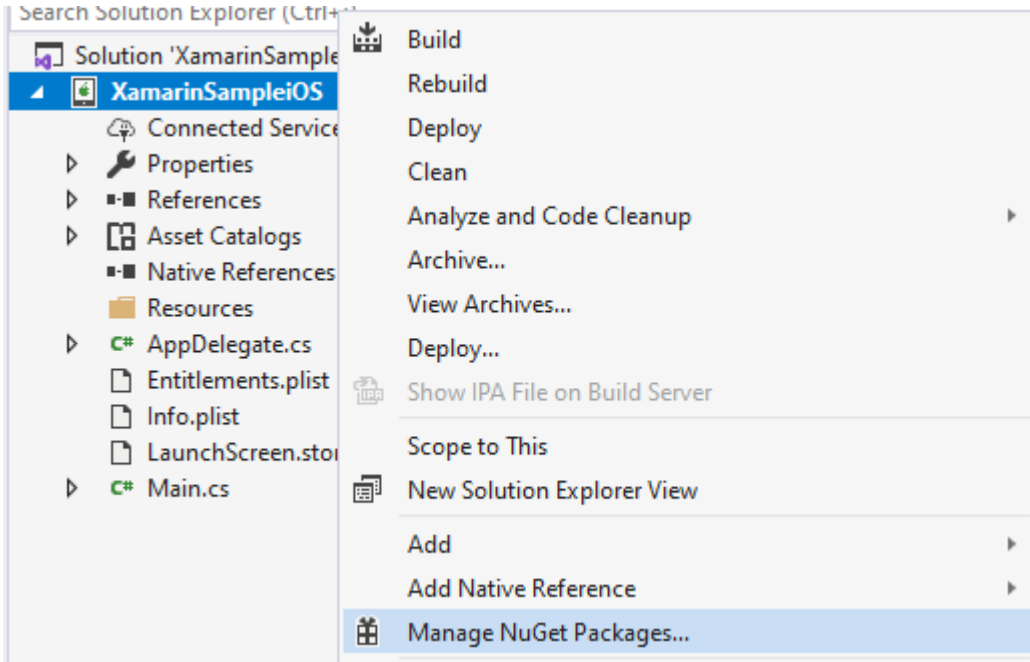 Search Solution Explorer (Ctrl+
Solution 'XamarinSample
XamarinSampleiOS
Connected Service
Properties
References
Asset Catalogs
Native References
Resources
C# AppDelegate.cs
Entitlements.plist
Info.plist
LaunchScreen.stor
C# Main.cs
Build
Rebuild
Deploy
Clean
Analyze and Code Cleanup
Archive...
View Archives...
Deploy...
Show IPA File on Build Server
Scope to This
New Solution Explorer View
Add
Add Native Reference
Manage NuGet Packages...